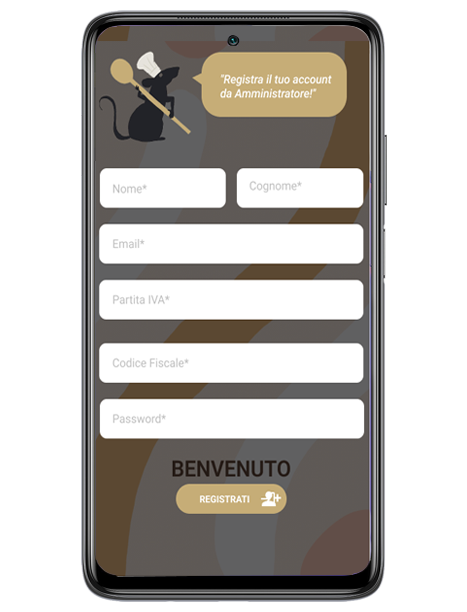 "Registra il tuo account
da Amministratore!"
Nome*
Cognome*
Email*
Partita IVA*
Codice Fiscale*
Password*
BENVENUTO
REGISTRATI